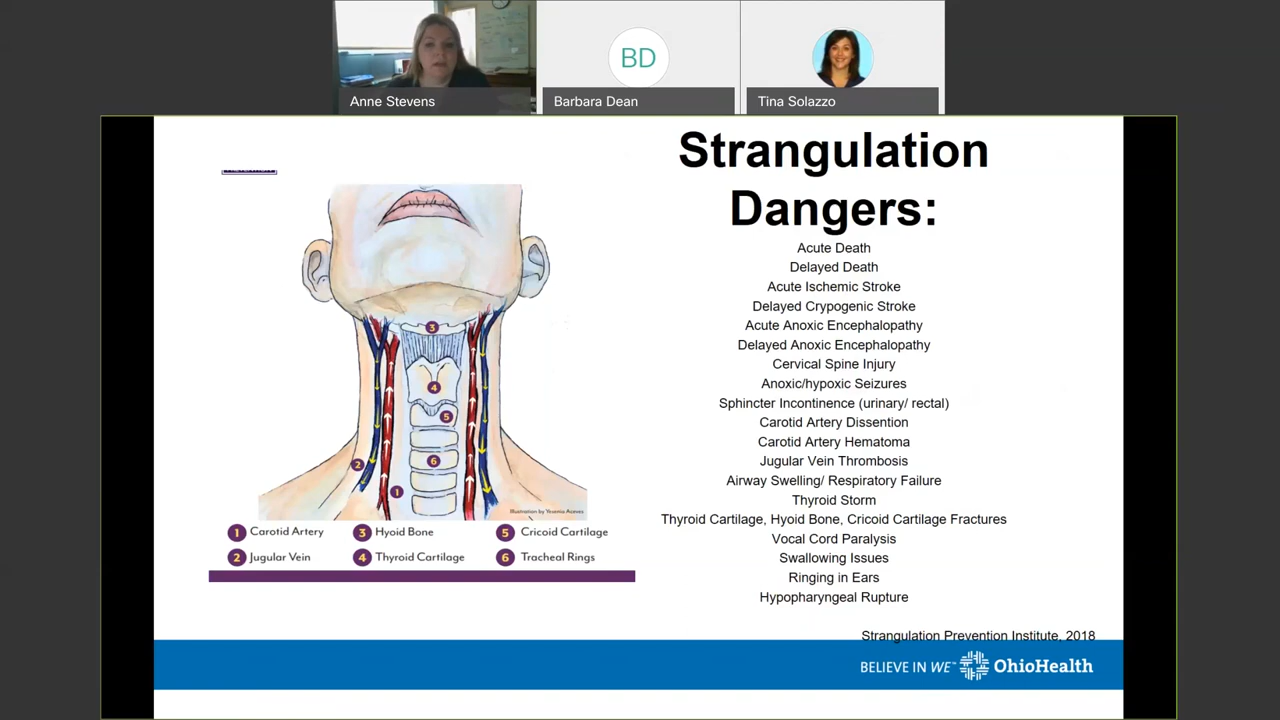 Anne Stevens
BD
Barbara Dean
Tina Solazzo
Strangulation
Dangers:
Acute Death
Delayed Death
Acute Ischemic Stroke
Delayed Crypogenic Stroke
Acute Anoxic Encephalopathy
Delayed Anoxic Encephalopathy
Cervical Spine Injury
Anoxic/hypoxic Seizures
Sphincter Incontinence (urinary/ rectal)
Carotid Artery Dissention
Carotid Artery Hematoma
Jugular Vein Thrombosis
Airway Swelling/ Respiratory Failure
Thyroid Storm
Thyroid Cartilage, Hyoid Bone, Cricoid Cartilage Fractures
Vocal Cord Paralysis
Swallowing Issues
Ringing in Ears
Hypopharyngeal Rupture
3
4
5
6
2
1
Illustration by Yesenia Aceves
1 Carotid Artery
3 Hyoid Bone
5 Cricoid Cartilage
2 Jugular Vein
4 Thyroid Cartilage
6 Tracheal Rings
Strangulation Prevention Institute, 2018
BELIEVE IN WE™ OhioHealth